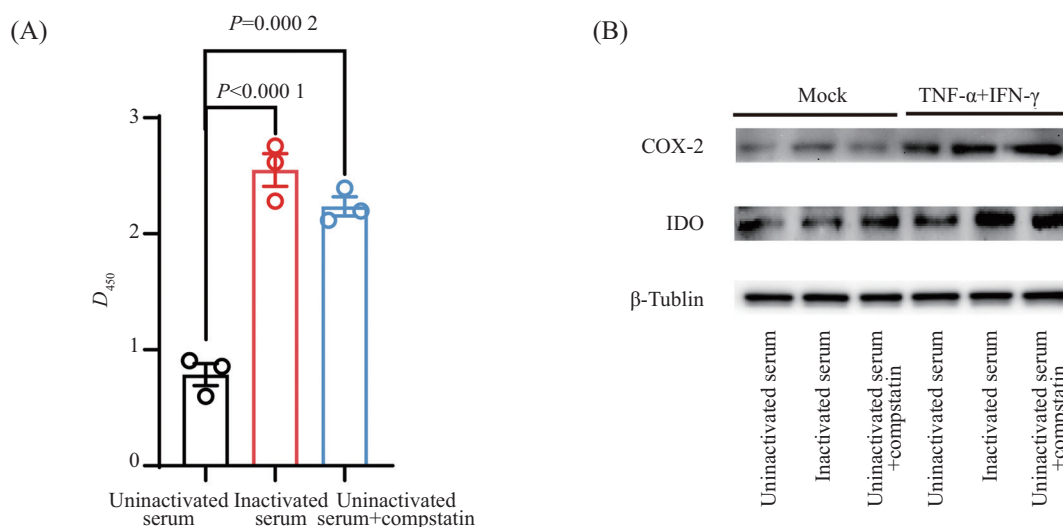 (A)
P=0.000 2
P<0.000 1
3
2
1
0
D450
Uninactivated
serum
Inactivated
serum
Uninactivated
serum+compstatin
(B)
Mock
TNF-α+IFN-γ
COX-2
IDO
β-Tublin
Uninactivated serum
Inactivated serum
Uninactivated serum
+compstatin
Uninactivated serum
Inactivated serum
Uninactivated serum
+compstatin